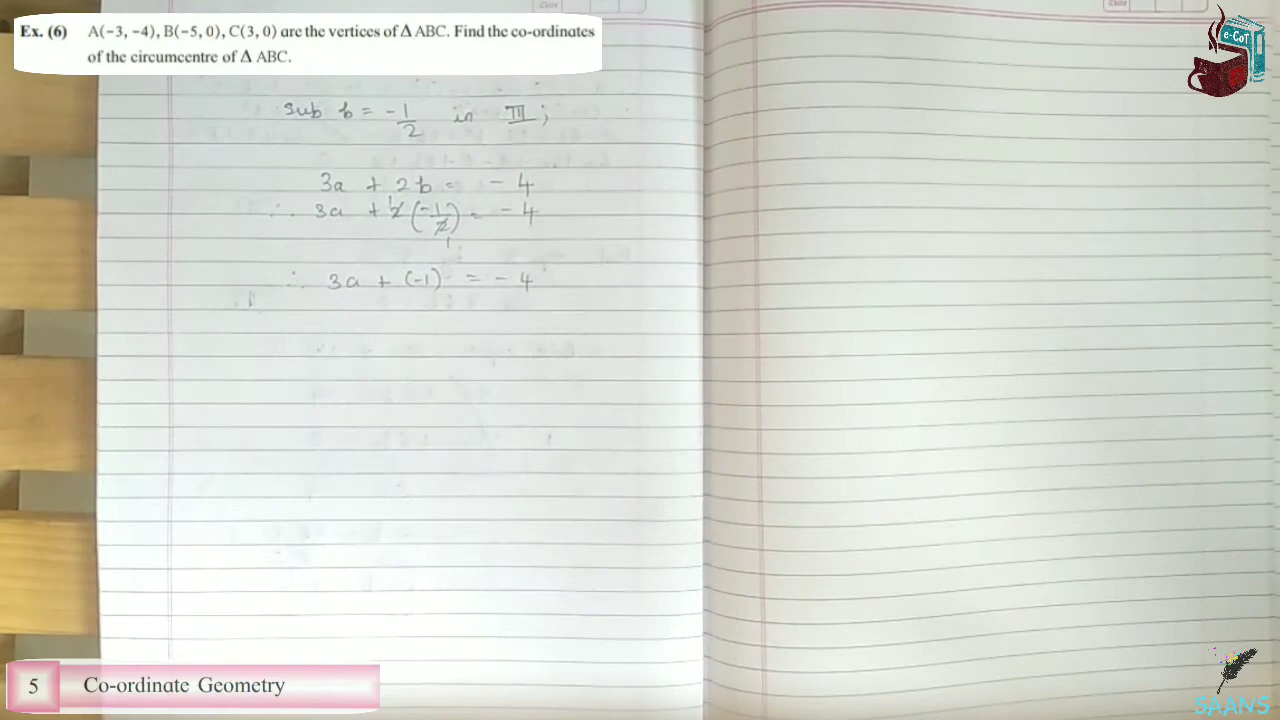 Ex. (6) A(−3, −4), B(−5, 0), C(3, 0) are the vertices of Δ ABC. Find the co-ordinates
of the circumcentre of Δ ABC.
Date
Date
e-CoT
Sub b = -1/2 in III ;
3a + 2b = - 4
∴ 3a + 2 (-1/2) = - 4
∴ 3a + (-1) = - 4
5 Co-ordinate Geometry
SAANS